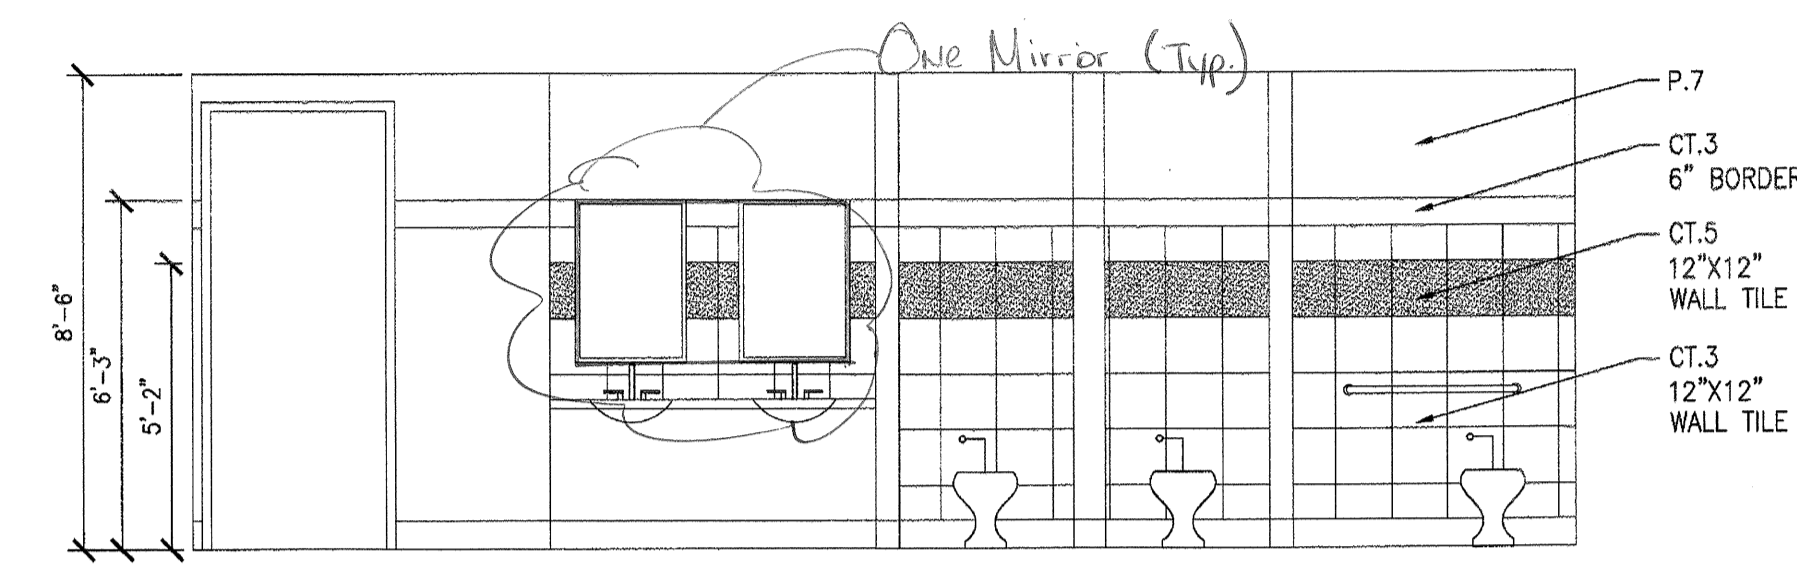 One Mirror (Typ.)
P.7
CT.3
6" BORDER
CT.5
12"X12"
WALL TILE
CT.3
12"X12"
WALL TILE
8'-6"
6'-3"
5'-2"